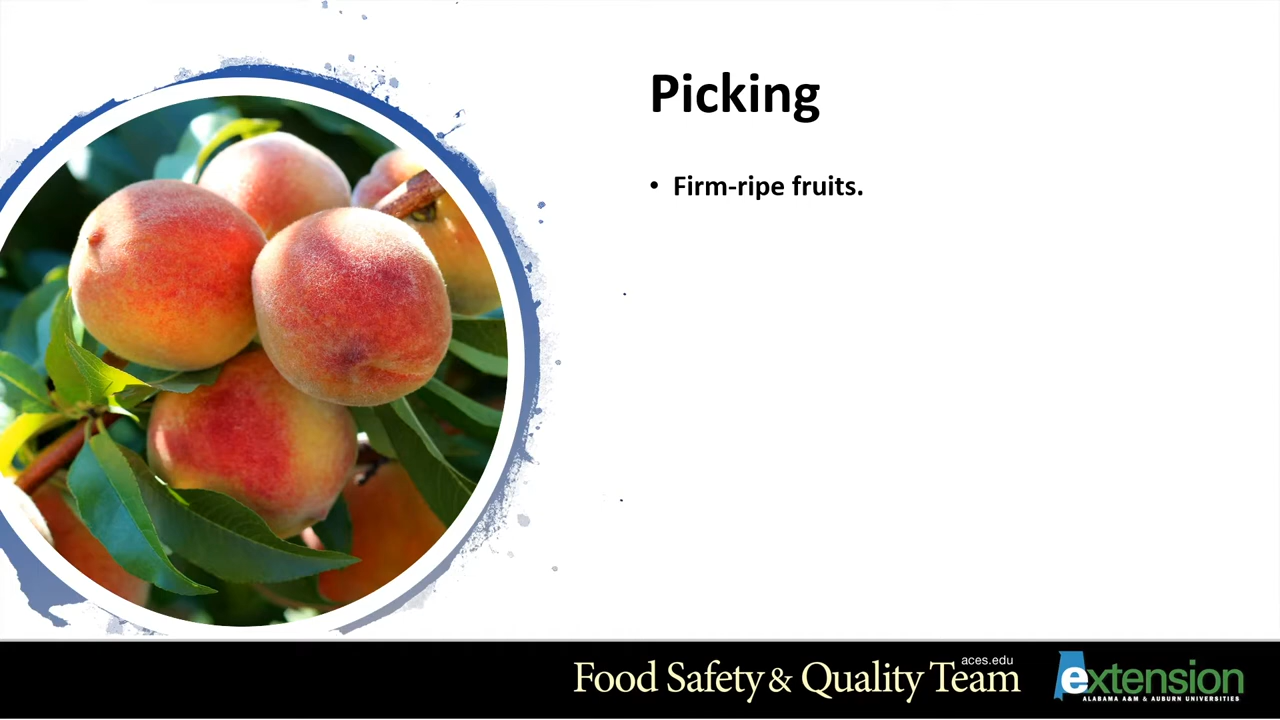 Picking
• Firm-ripe fruits.
aces.edu
Food Safety & Quality Team
extension
ALABAMA A&M & AUBURN UNIVERSITIES